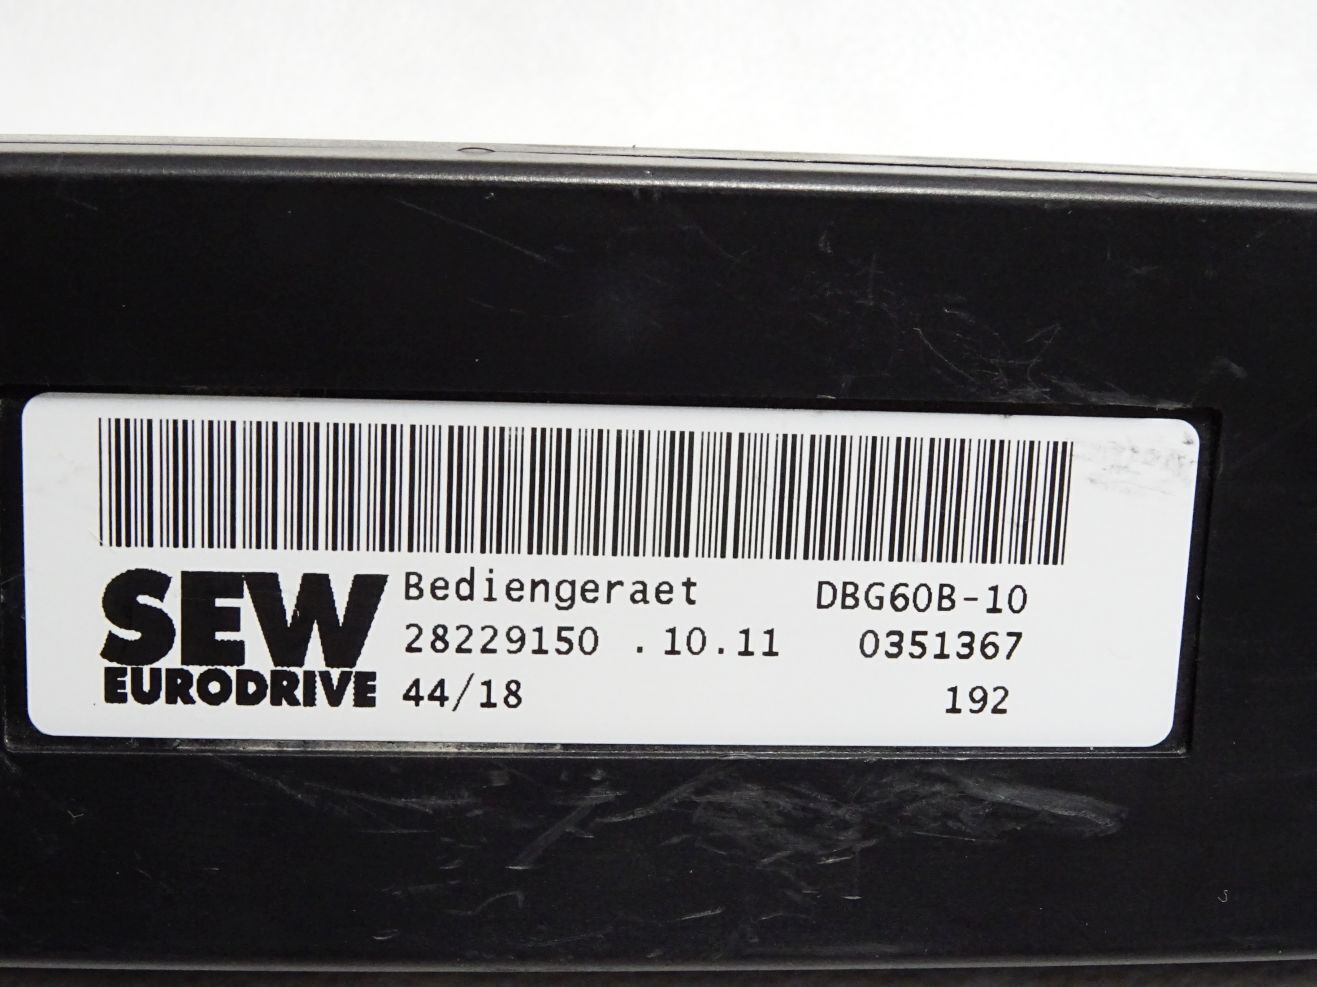 SEW
EURODRIVE
Bediengeraet DBG60B-10
28229150 .10.11 0351367
44/18 192